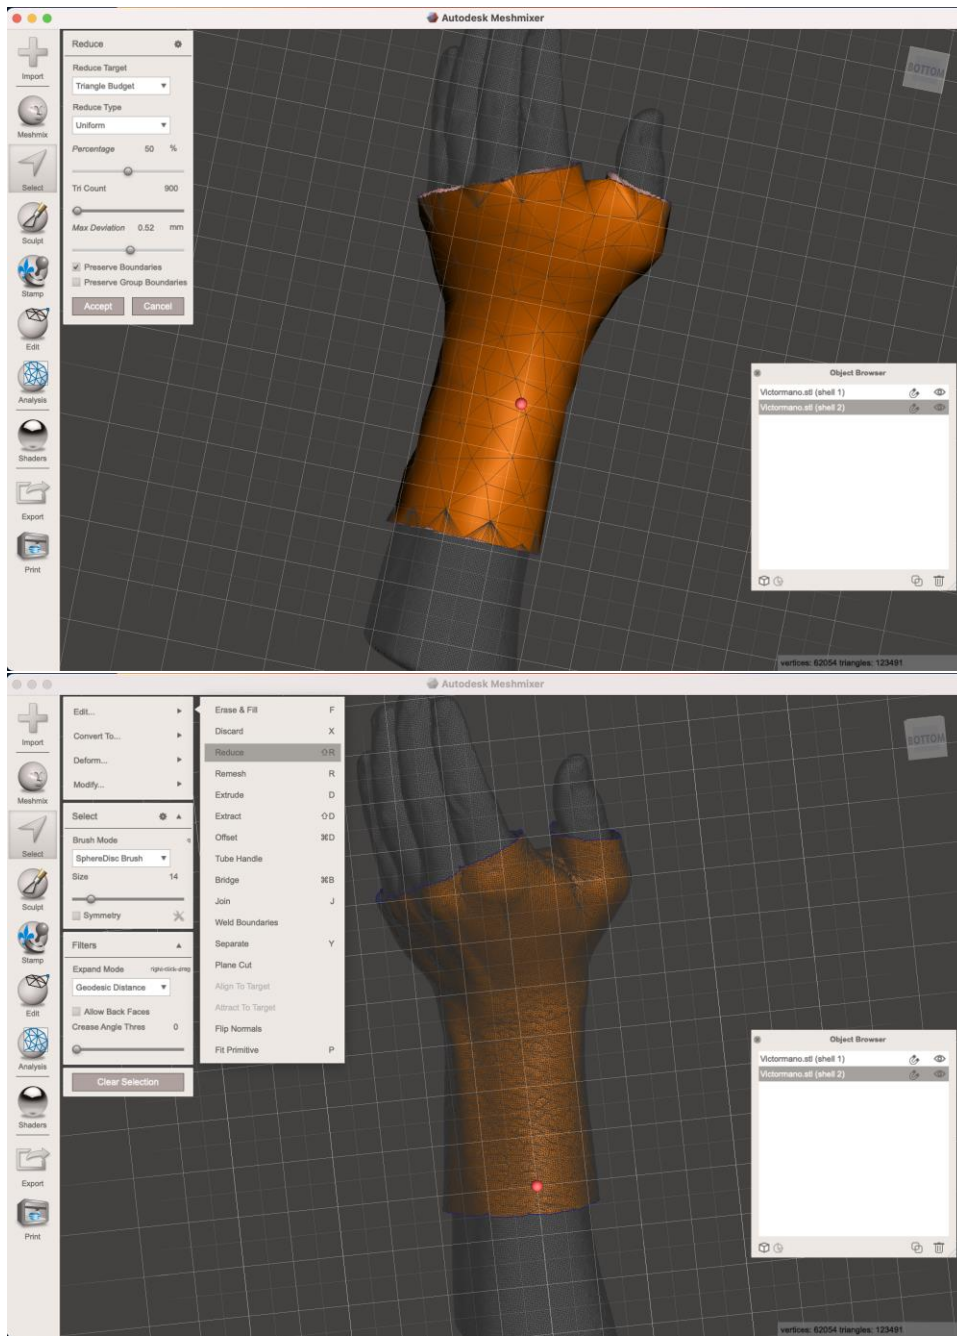 Autodesk Meshmixer
Import
Meshmix
Select
Sculpt
Stamp
Edit
Analysis
Shaders
Export
Print
Reduce
Reduce Target
Triangle Budget
Reduce Type
Uniform
Percentage 50 %
Tri Count 900
Max Deviation 0.52 mm
Preserve Boundaries
Preserve Group Boundaries
Accept Cancel
BOTTOM
Object Browser
Victormano.stl (shell 1)
Victormano.stl (shell 2)
vertices: 62054 triangles: 123491
Autodesk Meshmixer
Import
Meshmix
Select
Sculpt
Stamp
Edit
Analysis
Shaders
Export
Print
Edit...
Convert To...
Deform...
Modify...
Select
Brush Mode
SphereDisc Brush
Size 14
Symmetry
Filters
Expand Mode right-click-drag
Geodesic Distance
Allow Back Faces
Crease Angle Thres 0
Clear Selection
Erase & Fill F
Discard X
Reduce ⇧R
Remesh R
Extrude D
Extract ⇧D
Offset ⌘D
Tube Handle
Bridge ⌘B
Join J
Weld Boundaries
Separate Y
Plane Cut
Align To Target
Attract To Target
Flip Normals
Fit Primitive P
BOTTOM
Object Browser
Victormano.stl (shell 1)
Victormano.stl (shell 2)
vertices: 62054 triangles: 123491